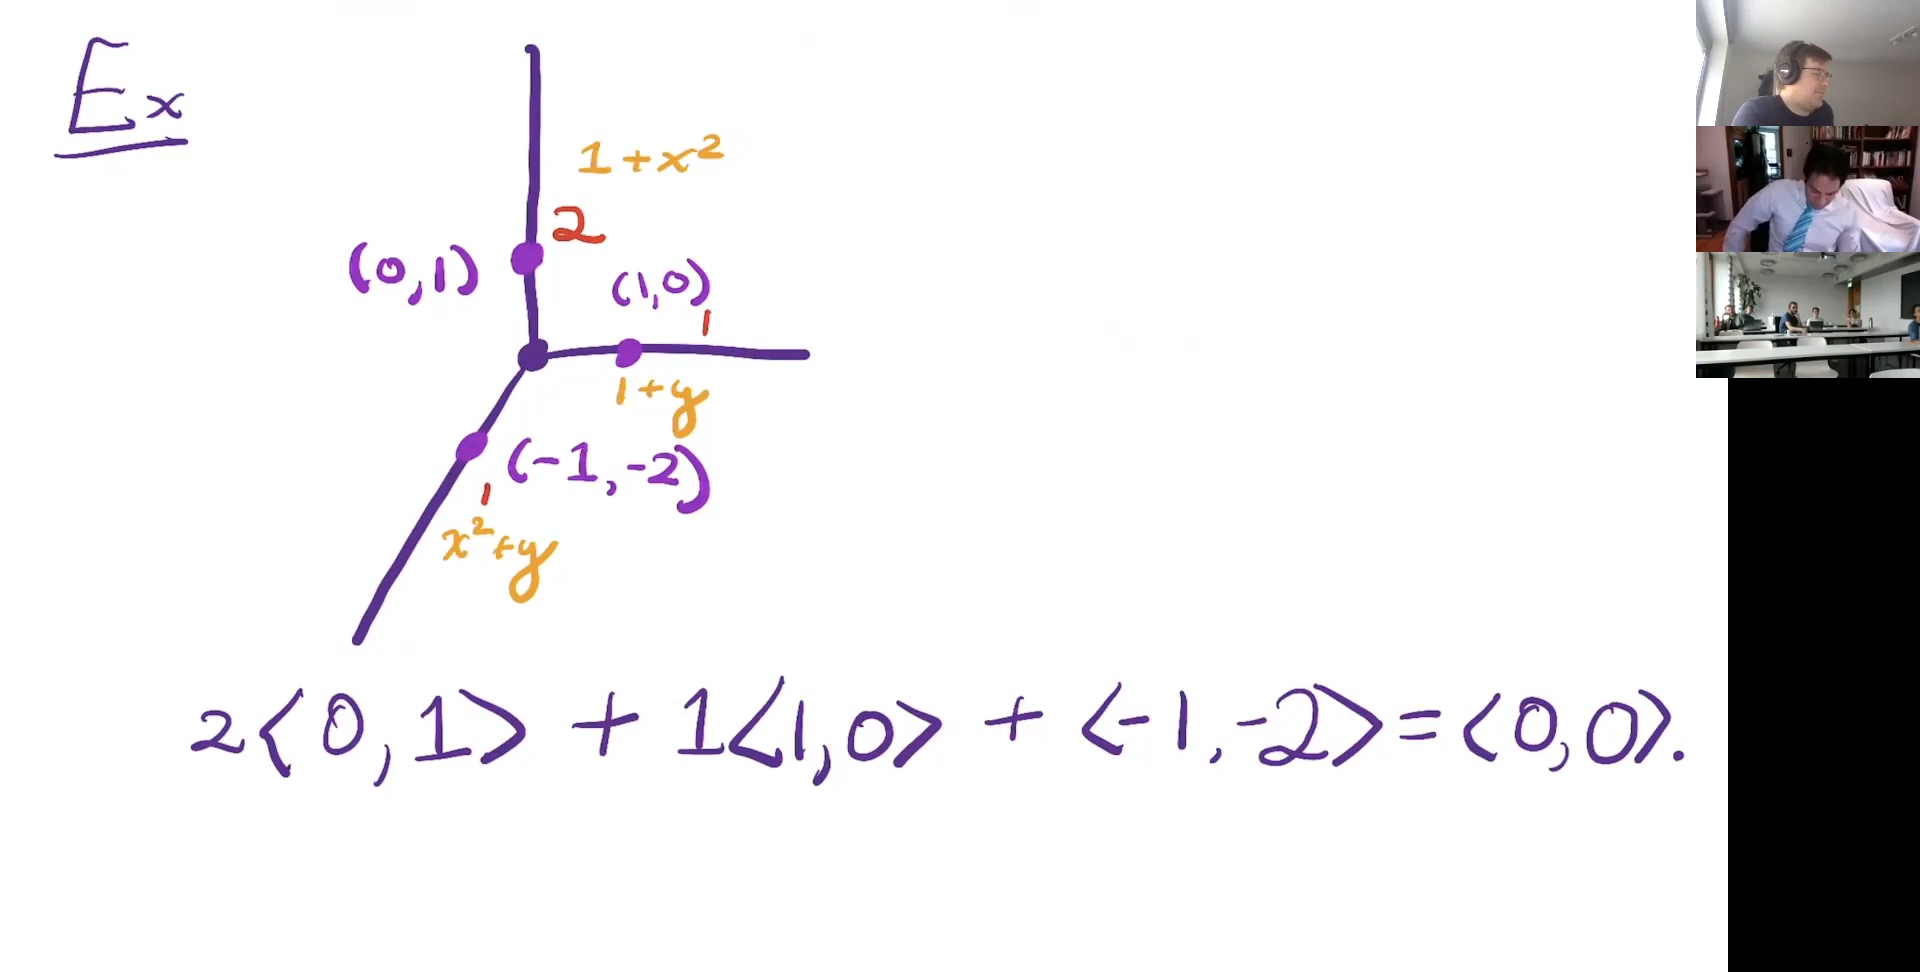 Ex
1 + x²
2
(0,1)
(1,0)
1
1+y
(-1,-2)
1
x²+y
2<0,1> + 1<1,0> + <-1,-2> = <0,0>.